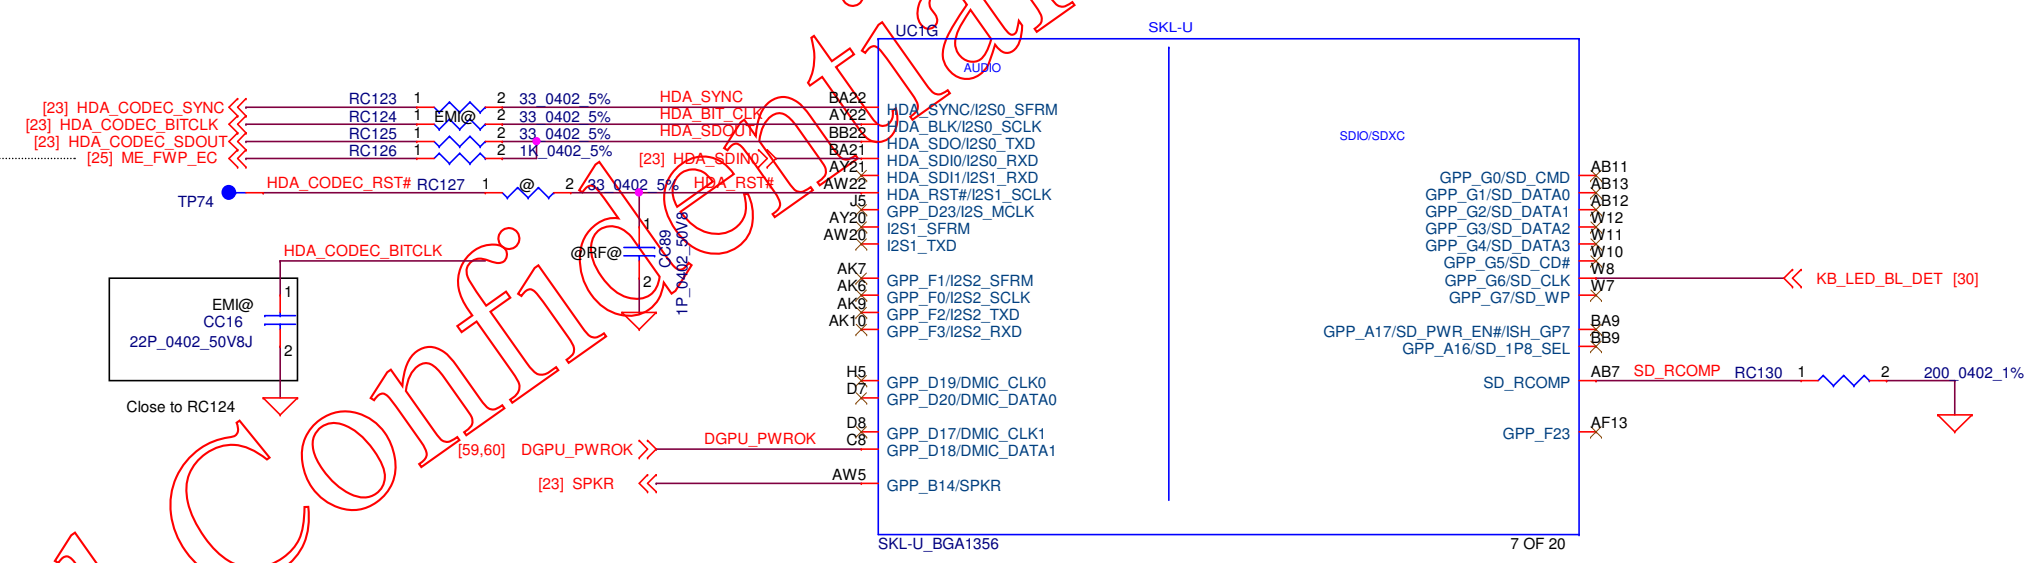 UC1G
SKL-U
AUDIO
SDIO/SDXC
[23] HDA_CODEC_SYNC RC123 1 2 33_0402_5% HDA_SYNC BA22 HDA_SYNC/I2S0_SFRM
[23] HDA_CODEC_BITCLK RC124 1 EMI@ 2 33_0402_5% HDA_BIT_CLK AY22 HDA_BLK/I2S0_SCLK
[23] HDA_CODEC_SDOUT RC125 1 2 33_0402_5% HDA_SDOUT BB22 HDA_SDO/I2S0_TXD
[25] ME_FWP_EC RC126 1 2 1K_0402_5% [23] HDA_SDIN0 BA21 HDA_SDI0/I2S0_RXD
AY21 HDA_SDI1/I2S1_RXD
TP74 HDA_CODEC_RST# RC127 1 @ 2 33_0402_5% HDA_RST# AW22 HDA_RST#/I2S1_SCLK
J5 GPP_D23/I2S_MCLK
AY20 I2S1_SFRM
AW20 I2S1_TXD
@RF@ 1 2 CC89
1P_0402_50V8
HDA_CODEC_BITCLK
1
EMI@
CC16
22P_0402_50V8J
2
Close to RC124
AK7 GPP_F1/I2S2_SFRM
AK6 GPP_F0/I2S2_SCLK
AK9 GPP_F2/I2S2_TXD
AK10 GPP_F3/I2S2_RXD
H5 GPP_D19/DMIC_CLK0
D7 GPP_D20/DMIC_DATA0
D8 GPP_D17/DMIC_CLK1
[59,60] DGPU_PWROK DGPU_PWROK C8 GPP_D18/DMIC_DATA1
[23] SPKR AW5 GPP_B14/SPKR
GPP_G0/SD_CMD AB11
GPP_G1/SD_DATA0 AB13
GPP_G2/SD_DATA1 AB12
GPP_G3/SD_DATA2 W12
GPP_G4/SD_DATA3 W11
GPP_G5/SD_CD# W10
GPP_G6/SD_CLK W8 KB_LED_BL_DET [30]
GPP_G7/SD_WP W7
GPP_A17/SD_PWR_EN#/ISH_GP7 BA9
GPP_A16/SD_1P8_SEL BB9
SD_RCOMP AB7 SD_RCOMP RC130 1 2 200_0402_1%
GPP_F23 AF13
SKL-U_BGA1356
7 OF 20
Confidential